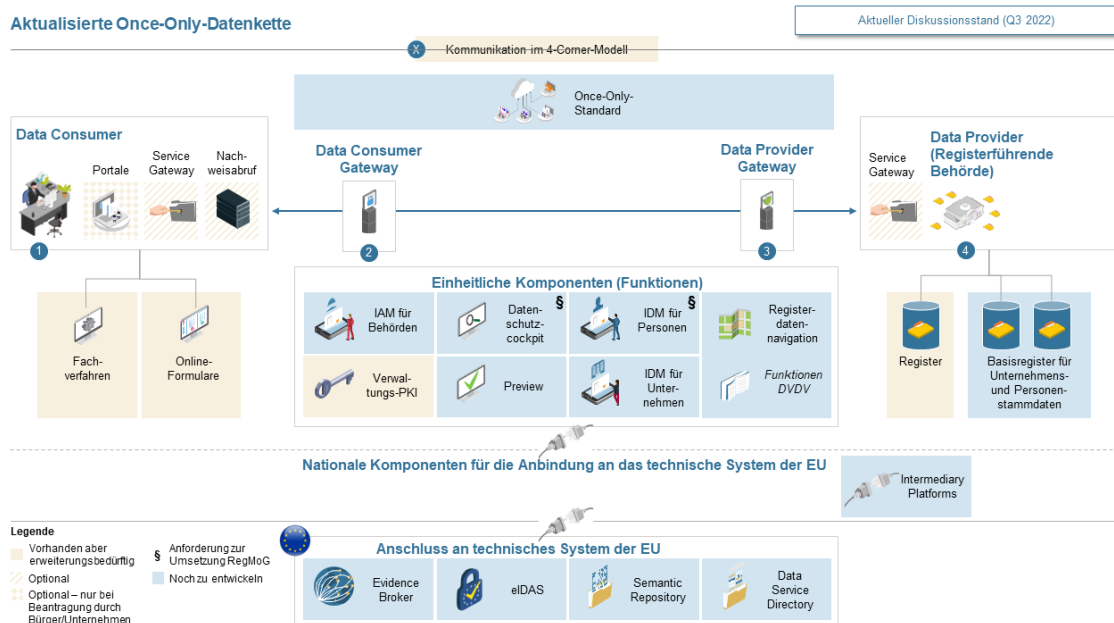 Aktualisierte Once-Only-Datenkette
Aktueller Diskussionsstand (Q3 2022)
X
Kommunikation im 4-Corner-Modell
Once-Only-
Standard
Data Consumer
Portale
Service
Gateway
Nach-
weisabruf
1
Data Consumer
Gateway
2
Data Provider
Gateway
3
Data Provider
(Registerführende
Behörde)
Service
Gateway
4
Fach-
verfahren
Online-
Formulare
Einheitliche Komponenten (Funktionen)
IAM für
Behörden
Daten-
schutz-
cockpit
§
IDM für
Personen
§
Register-
daten-
navigation
Verwal-
tungs-PKI
Preview
IDM für
Unter-
nehmen
Funktionen
DVDV
Register
Basisregister für
Unternehmens-
und Personen-
stammdaten
Nationale Komponenten für die Anbindung an das technische System der EU
Intermediary
Platforms
Legende
Vorhanden aber
erweiterungsbedürftig
Optional
Optional – nur bei
Beantragung durch
Bürger/Unternehmen
§
Anforderung zur
Umsetzung RegMoG
Noch zu entwickeln
Anschluss an technisches System der EU
Evidence
Broker
eIDAS
Semantic
Repository
Data
Service
Directory